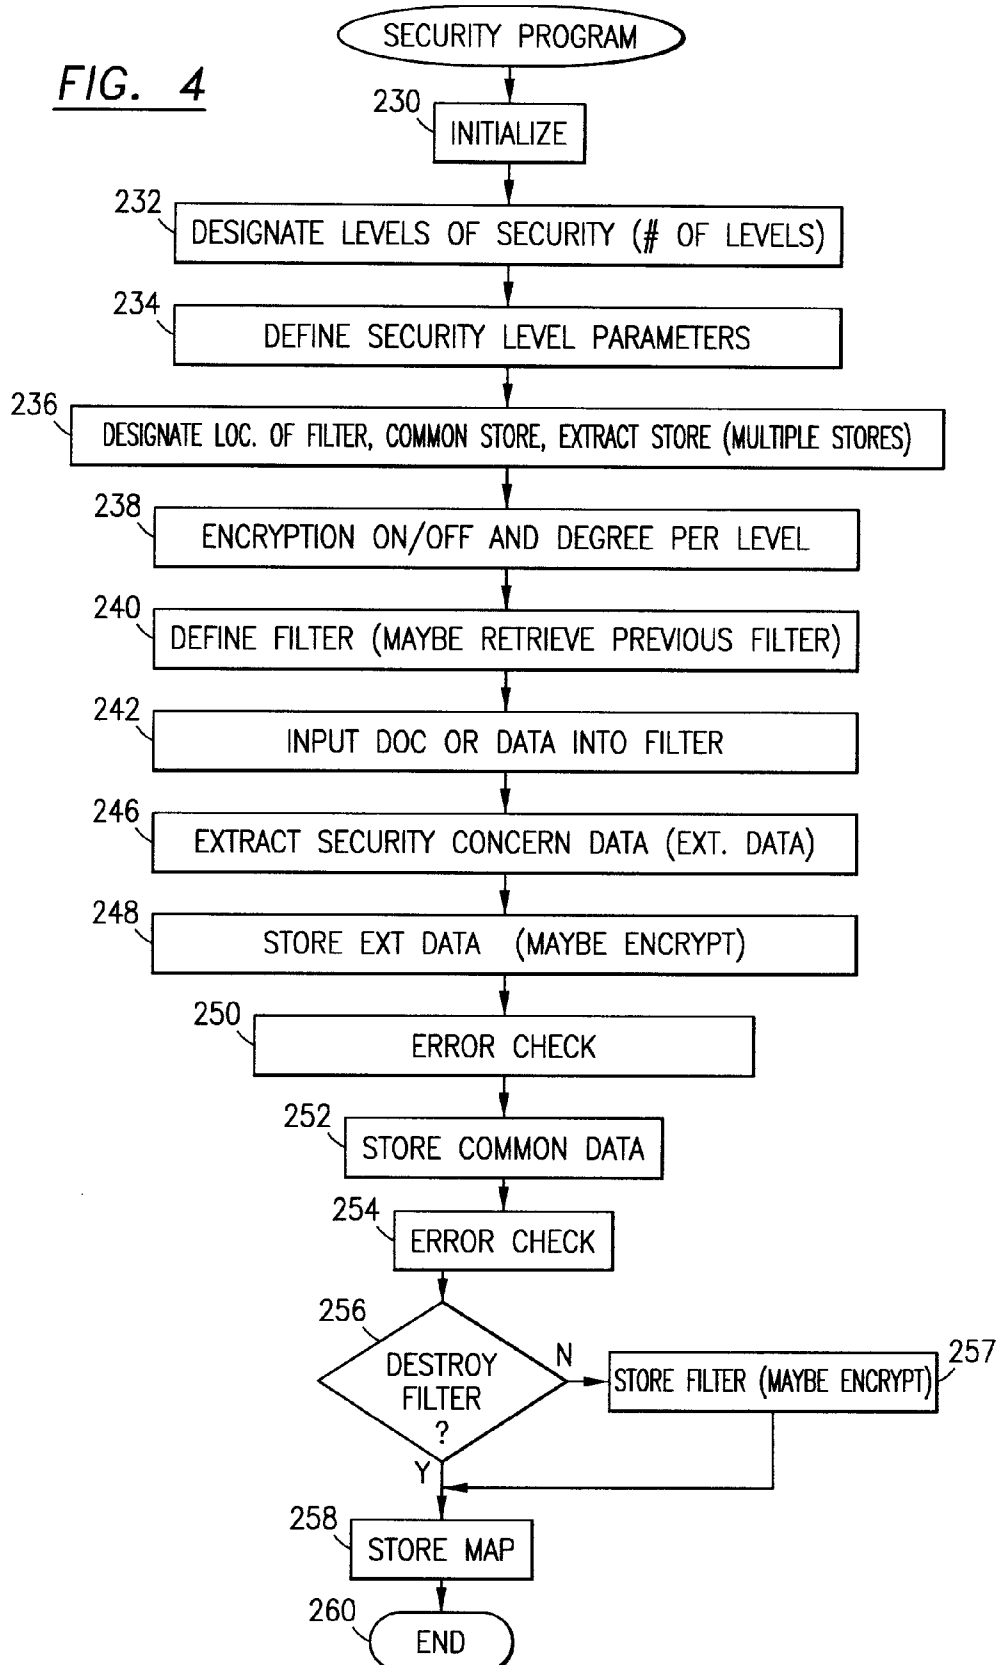 SECURITY PROGRAM
FIG. 4
230
INITIALIZE
232
DESIGNATE LEVELS OF SECURITY (# OF LEVELS)
234
DEFINE SECURITY LEVEL PARAMETERS
236
DESIGNATE LOC. OF FILTER, COMMON STORE, EXTRACT STORE (MULTIPLE STORES)
238
ENCRYPTION ON/OFF AND DEGREE PER LEVEL
240
DEFINE FILTER (MAYBE RETRIEVE PREVIOUS FILTER)
242
INPUT DOC OR DATA INTO FILTER
246
EXTRACT SECURITY CONCERN DATA (EXT. DATA)
248
STORE EXT DATA (MAYBE ENCRYPT)
250
ERROR CHECK
252
STORE COMMON DATA
254
ERROR CHECK
256
DESTROY
FILTER
?
N
257
STORE FILTER (MAYBE ENCRYPT)
Y
258
STORE MAP
260
END